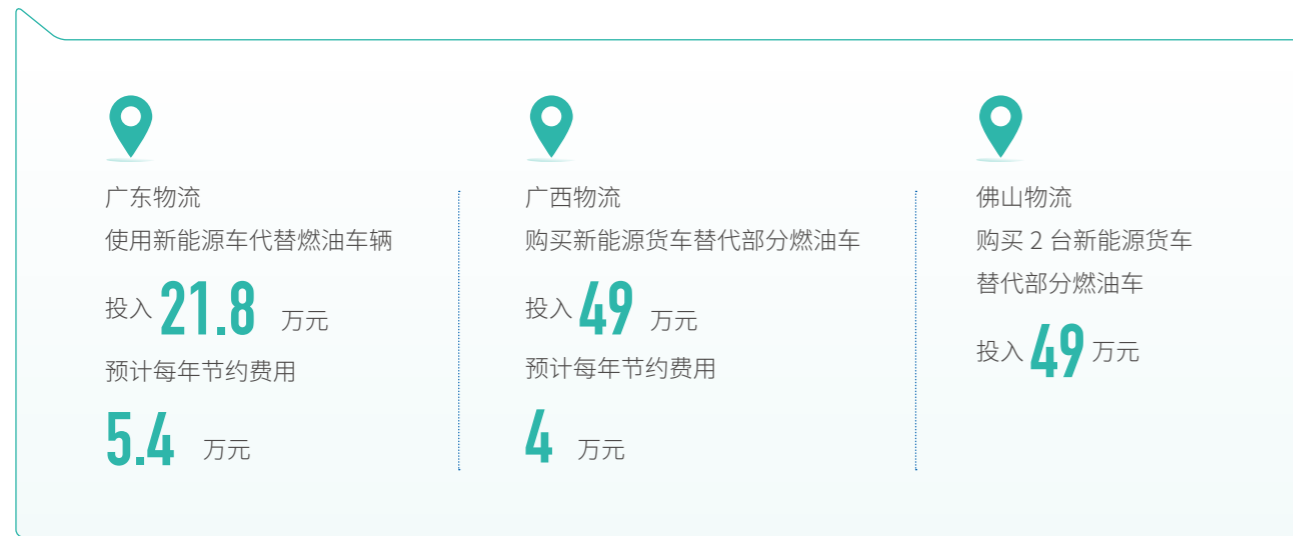 广东物流
使用新能源车代替燃油车辆
投入 21.8 万元
预计每年节约费用
5.4 万元
广西物流
购买新能源货车替代部分燃油车
投入 49 万元
预计每年节约费用
4 万元
佛山物流
购买 2 台新能源货车
替代部分燃油车
投入 49 万元